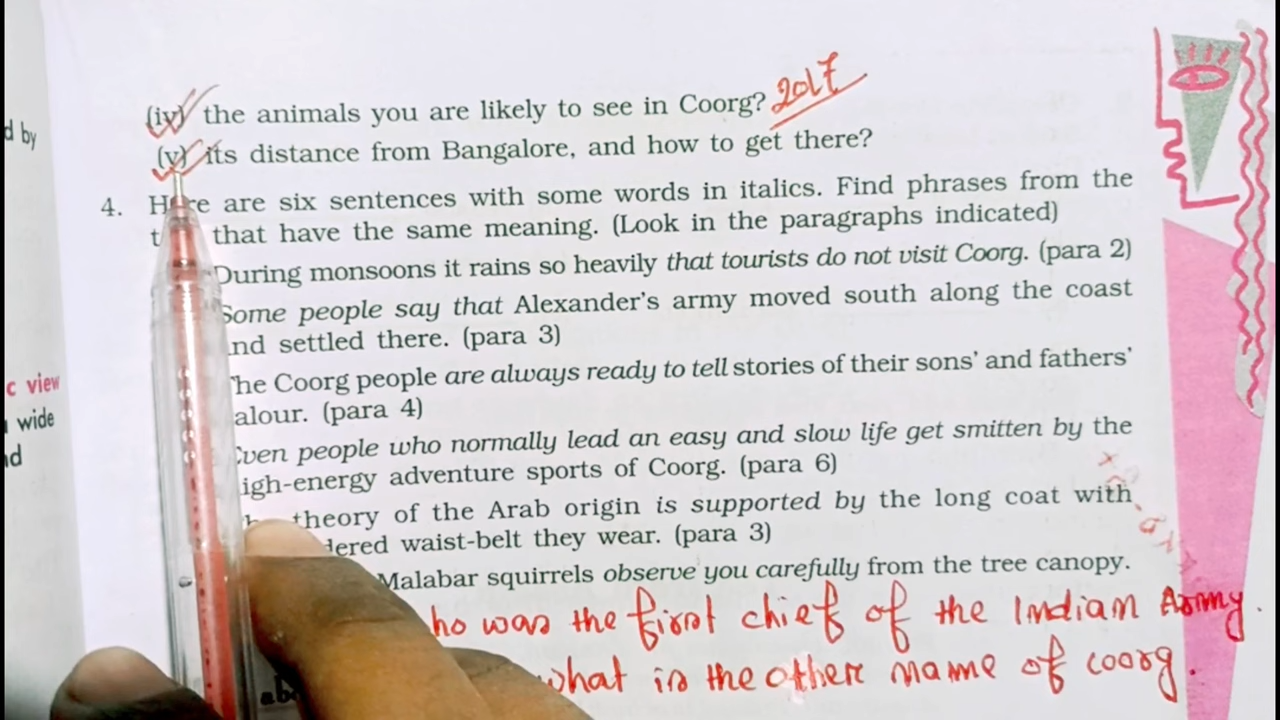 (iv) the animals you are likely to see in Coorg? 2017
(v) its distance from Bangalore, and how to get there?
4. Here are six sentences with some words in italics. Find phrases from the
that have the same meaning. (Look in the paragraphs indicated)
During monsoons it rains so heavily that tourists do not visit Coorg. (para 2)
Some people say that Alexander's army moved south along the coast
nd settled there. (para 3)
The Coorg people are always ready to tell stories of their sons' and fathers'
alour. (para 4)
Even people who normally lead an easy and slow life get smitten by the
igh-energy adventure sports of Coorg. (para 6)
theory of the Arab origin is supported by the long coat with
dered waist-belt they wear. (para 3)
Malabar squirrels observe you carefully from the tree canopy.
ho was the first chief of the Indian Army.
what is the other name of coorg.
d by
c view
wide
nd